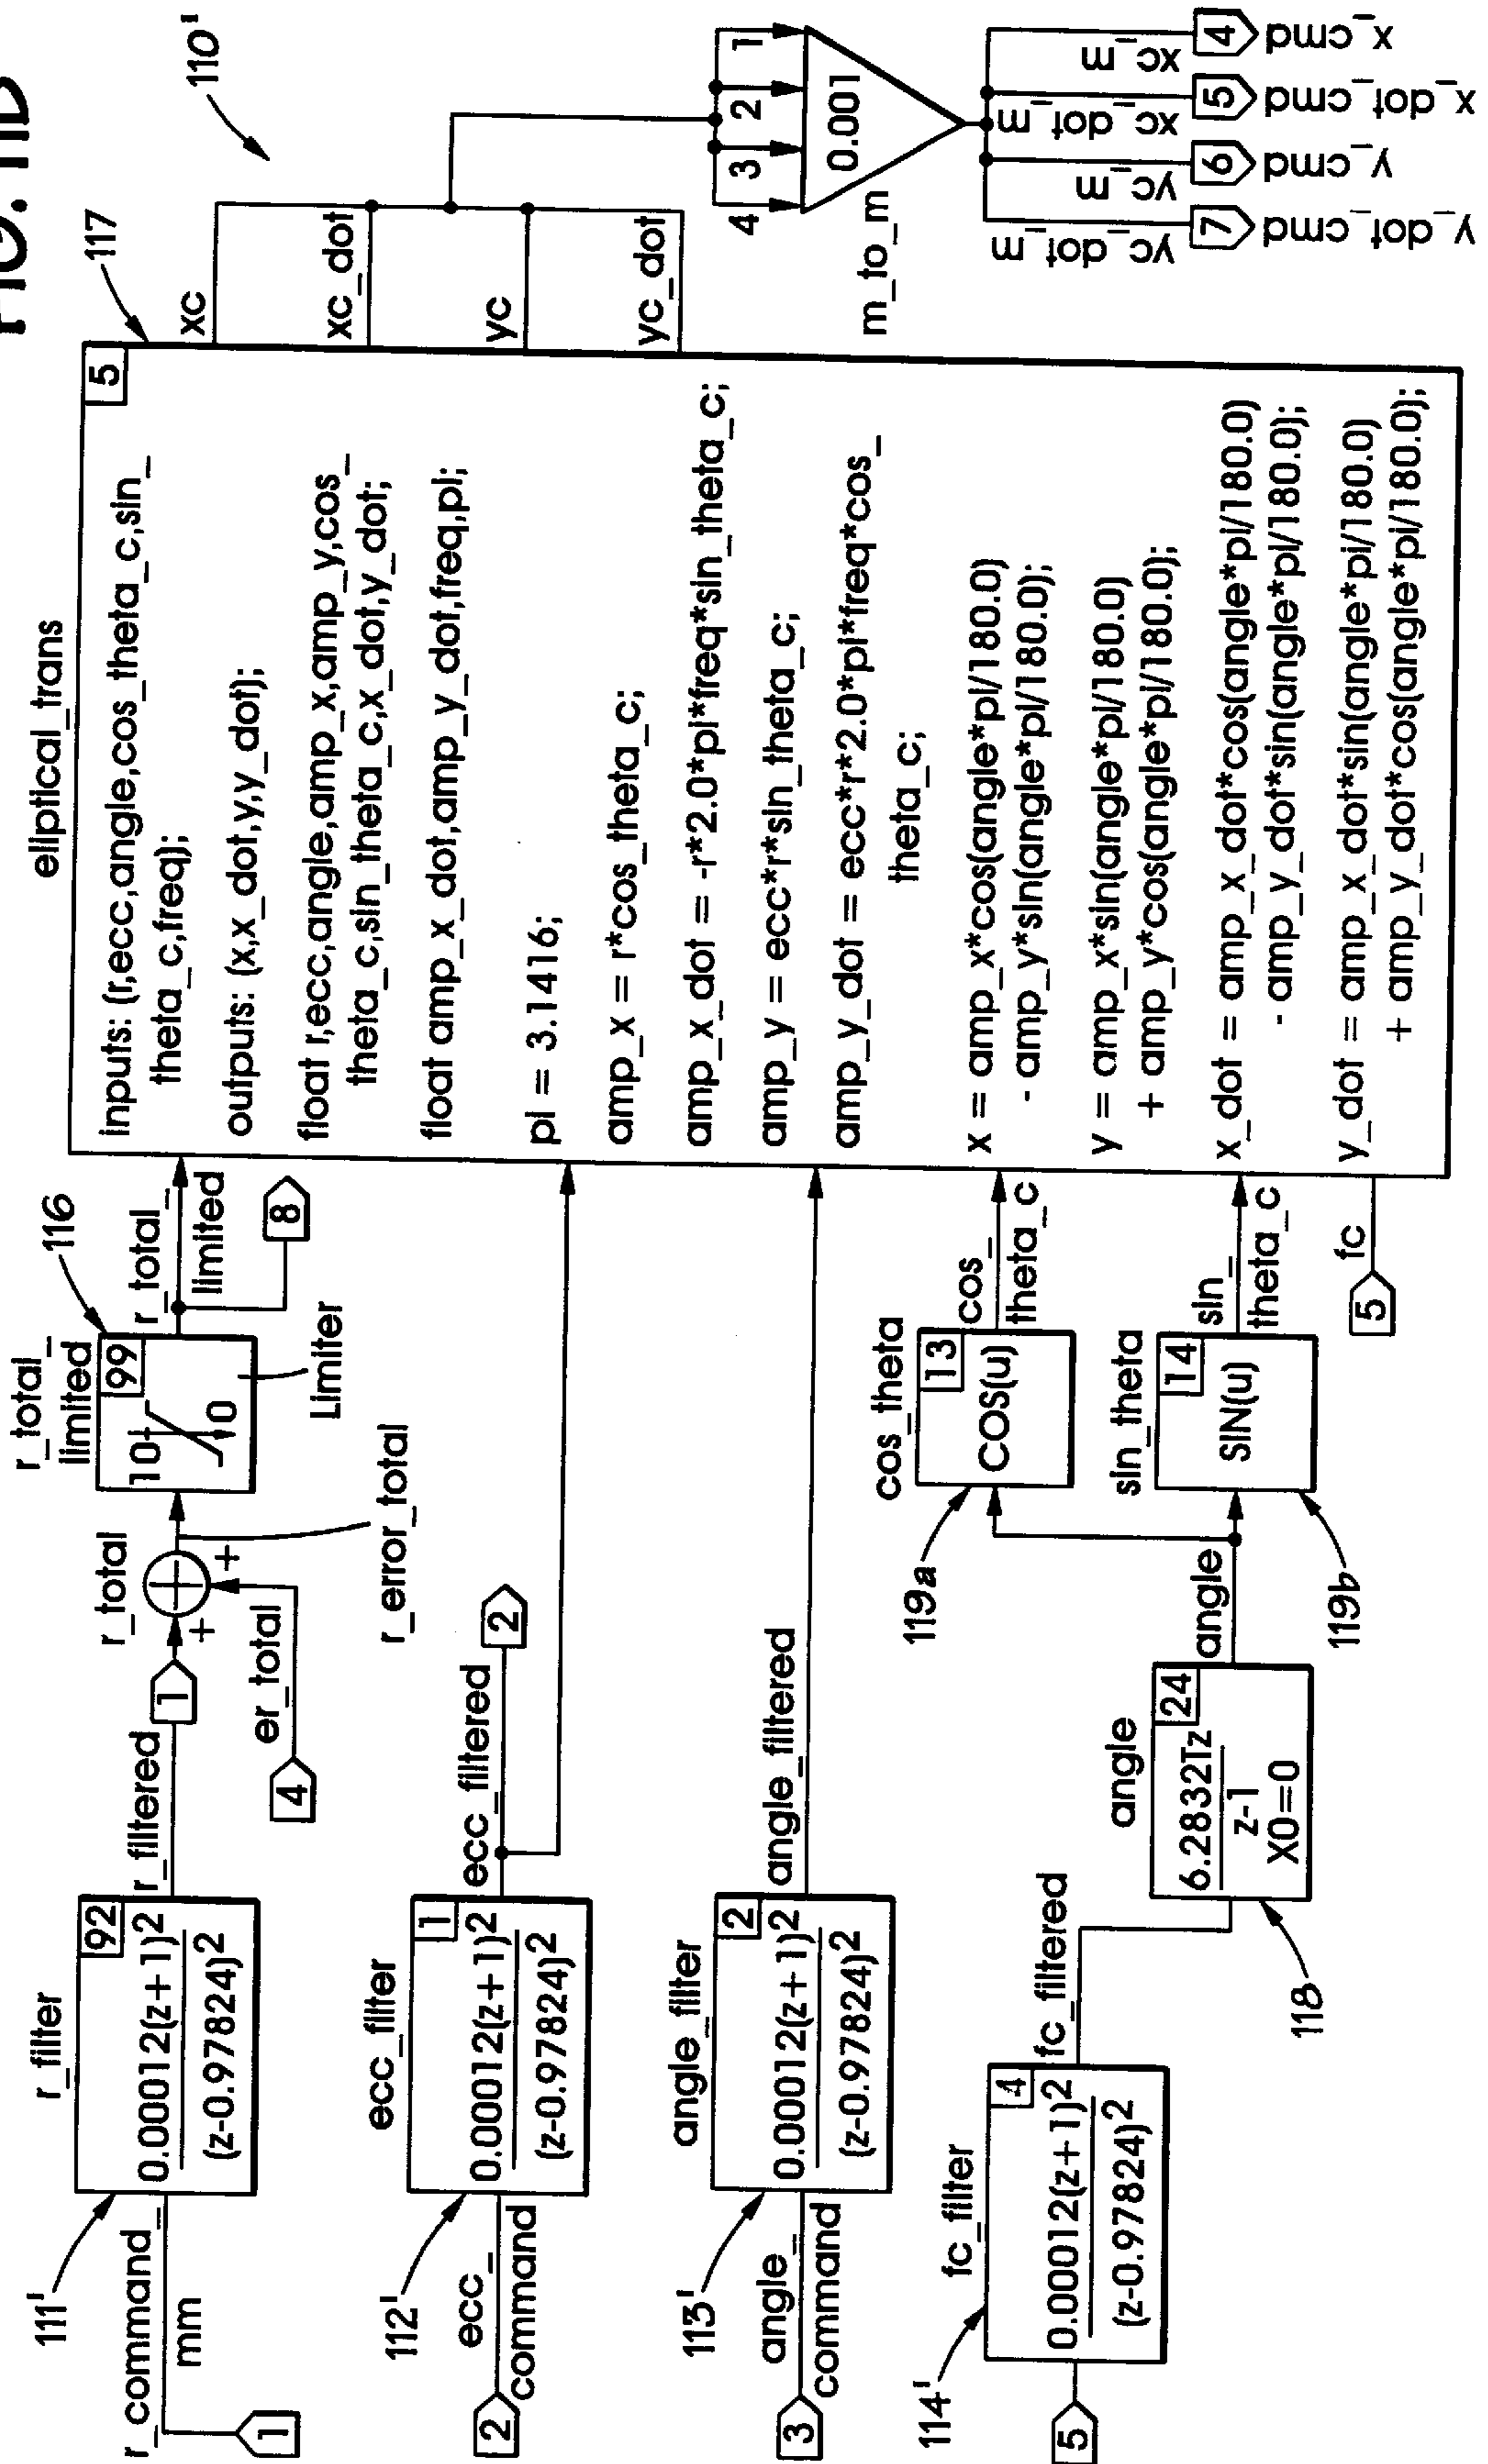 110'
r_filter
111'
92
0.00012(z+1)²
(z-0.97824)²
r_command_
mm
1
r_filtered
1
r_total
+
+
er_total
4
r_error_total
r_total_
limited
116
99
10
0
Limiter
r_total_
limited
8
ecc_filter
112'
1
0.00012(z+1)²
(z-0.97824)²
ecc_
command
2
ecc_filtered
2
angle_filter
113'
2
0.00012(z+1)²
(z-0.97824)²
angle_
command
3
angle_filtered
fc_filter
114'
4
0.00012(z+1)²
(z-0.97824)²
5
fc_filtered
angle
24
6.2832Tz
z-1
X0=0
118
angle
cos_theta
13
COS(u)
119a
cos_
theta_c
sin_theta
14
SIN(u)
119b
sin_
theta_c
5
fc
eliptical_trans
117
5
inputs: (r,ecc,angle,cos_theta_c,sin_
theta_c,freq);
outputs: (x,x_dot,y,y_dot);
float r,ecc,angle,amp_x,amp_y,cos_
theta_c,sin_theta_c,x_dot,y_dot;
float amp_x_dot,amp_y_dot,freq,pi;
pi = 3.1416;
amp_x = r*cos_theta_c;
amp_x_dot = -r*2.0*pi*freq*sin_theta_c;
amp_y = ecc*r*sin_theta_c;
amp_y_dot = ecc*r*2.0*pi*freq*cos_
theta_c;
x = amp_x*cos(angle*pi/180.0)
- amp_y*sin(angle*pi/180.0);
y = amp_x*sin(angle*pi/180.0)
+ amp_y*cos(angle*pi/180.0);
x_dot = amp_x_dot*cos(angle*pi/180.0)
- amp_y_dot*sin(angle*pi/180.0);
y_dot = amp_x_dot*sin(angle*pi/180.0)
+ amp_y_dot*cos(angle*pi/180.0);
xc
xc_dot
yc
yc_dot
4
3
2
1
0.001
m_to_m
yc_dot_m
yc_m
xc_dot_m
xc_m
7
6
5
4
y_dot_cmd
y_cmd
x_dot_cmd
x_cmd